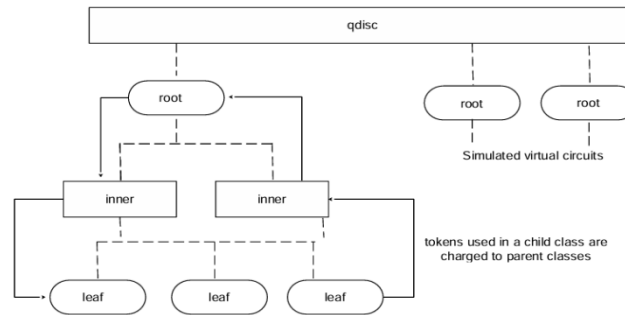 qdisc
root
root
root
Simulated virtual circuits
inner
inner
tokens used in a child class are
charged to parent classes
leaf
leaf
leaf